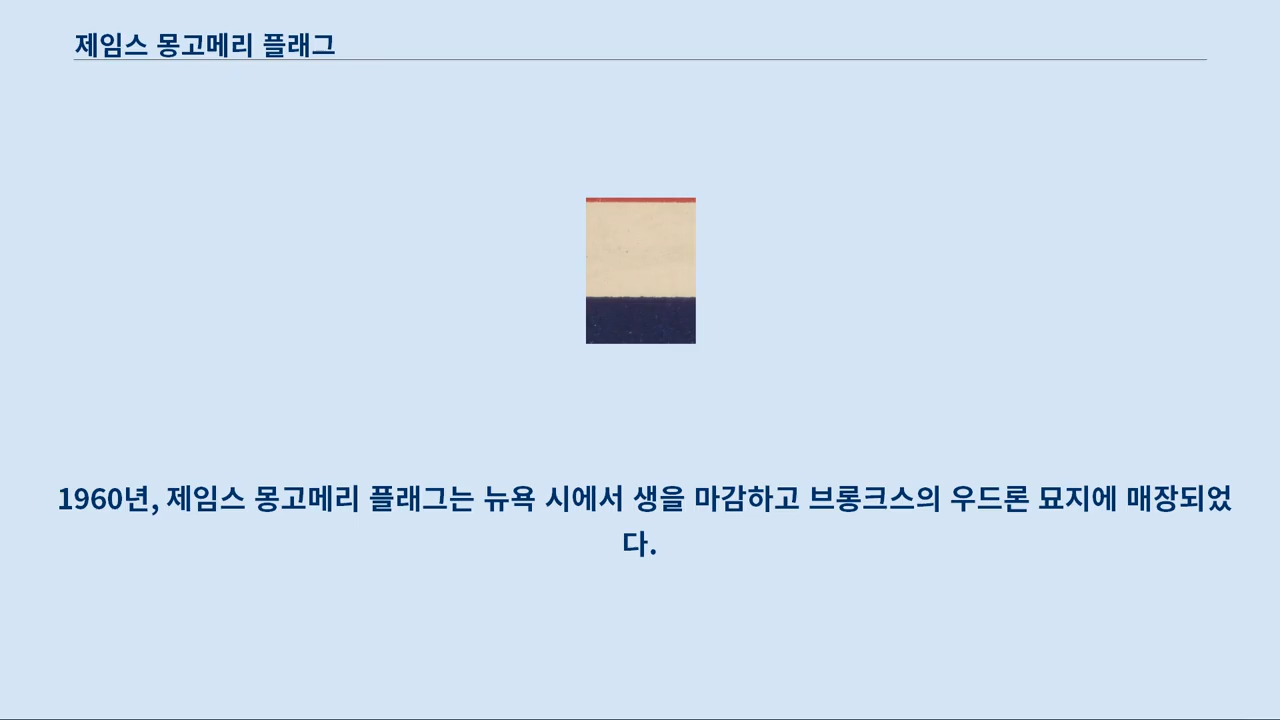 제임스 몽고메리 플래그
1960년, 제임스 몽고메리 플래그는 뉴욕 시에서 생을 마감하고 브롱크스의 우드론 묘지에 매장되었
다.